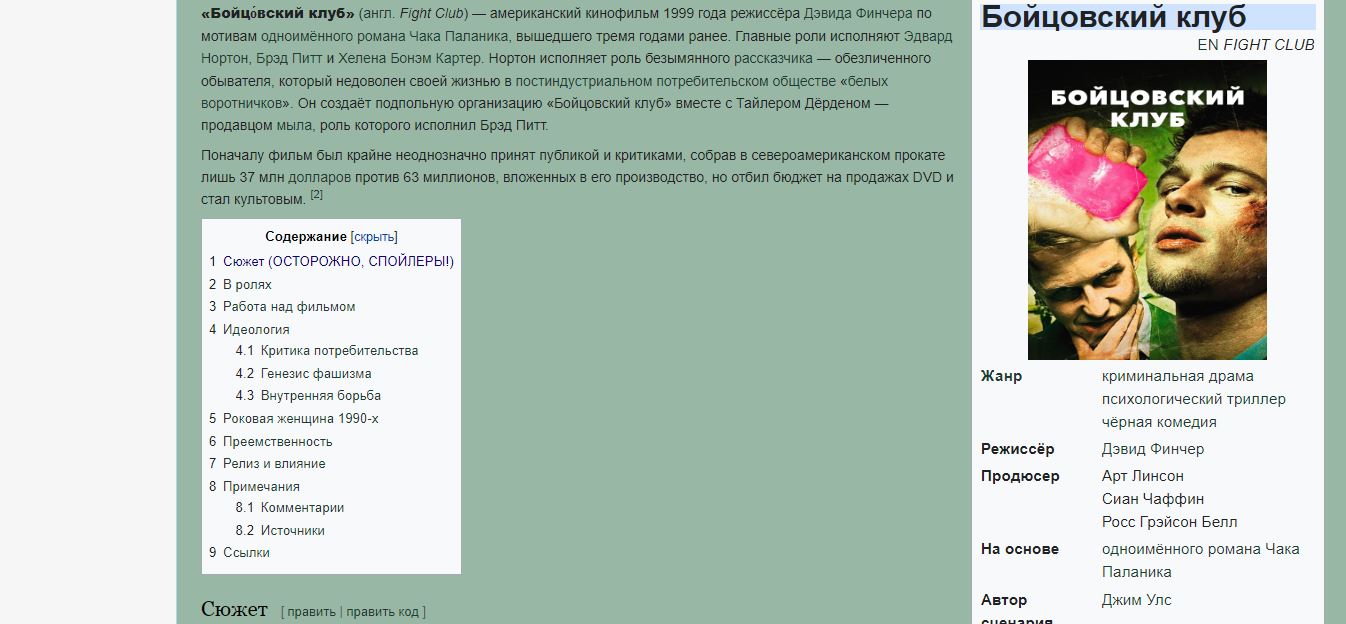 «Бойцо́вский клуб» (англ. Fight Club) — американский кинофильм 1999 года режиссёра Дэвида Финчера по
мотивам одноимённого романа Чака Паланика, вышедшего тремя годами ранее. Главные роли исполняют Эдвард
Нортон, Брэд Питт и Хелена Бонэм Картер. Нортон исполняет роль безымянного рассказчика — обезличенного
обывателя, который недоволен своей жизнью в постиндустриальном потребительском обществе «белых
воротничков». Он создаёт подпольную организацию «Бойцовский клуб» вместе с Тайлером Дёрденом —
продавцом мыла, роль которого исполнил Брэд Питт.
Поначалу фильм был крайне неоднозначно принят публикой и критиками, собрав в североамериканском прокате
лишь 37 млн долларов против 63 миллионов, вложенных в его производство, но отбил бюджет на продажах DVD и
стал культовым. [2]
Содержание [скрыть]
1 Сюжет (ОСТОРОЖНО, СПОЙЛЕРЫ!)
2 В ролях
3 Работа над фильмом
4 Идеология
4.1 Критика потребительства
4.2 Генезис фашизма
4.3 Внутренняя борьба
5 Роковая женщина 1990-х
6 Преемственность
7 Релиз и влияние
8 Примечания
8.1 Комментарии
8.2 Источники
9 Ссылки
Сюжет [ править | править код ]
Бойцовский клуб
EN FIGHT CLUB
БОЙЦОВСКИЙ
КЛУБ
Жанр криминальная драма
психологический триллер
чёрная комедия
Режиссёр Дэвид Финчер
Продюсер Арт Линсон
Сиан Чаффин
Росс Грэйсон Белл
На основе одноимённого романа Чака
Паланика
Автор Джим Улс
сценария